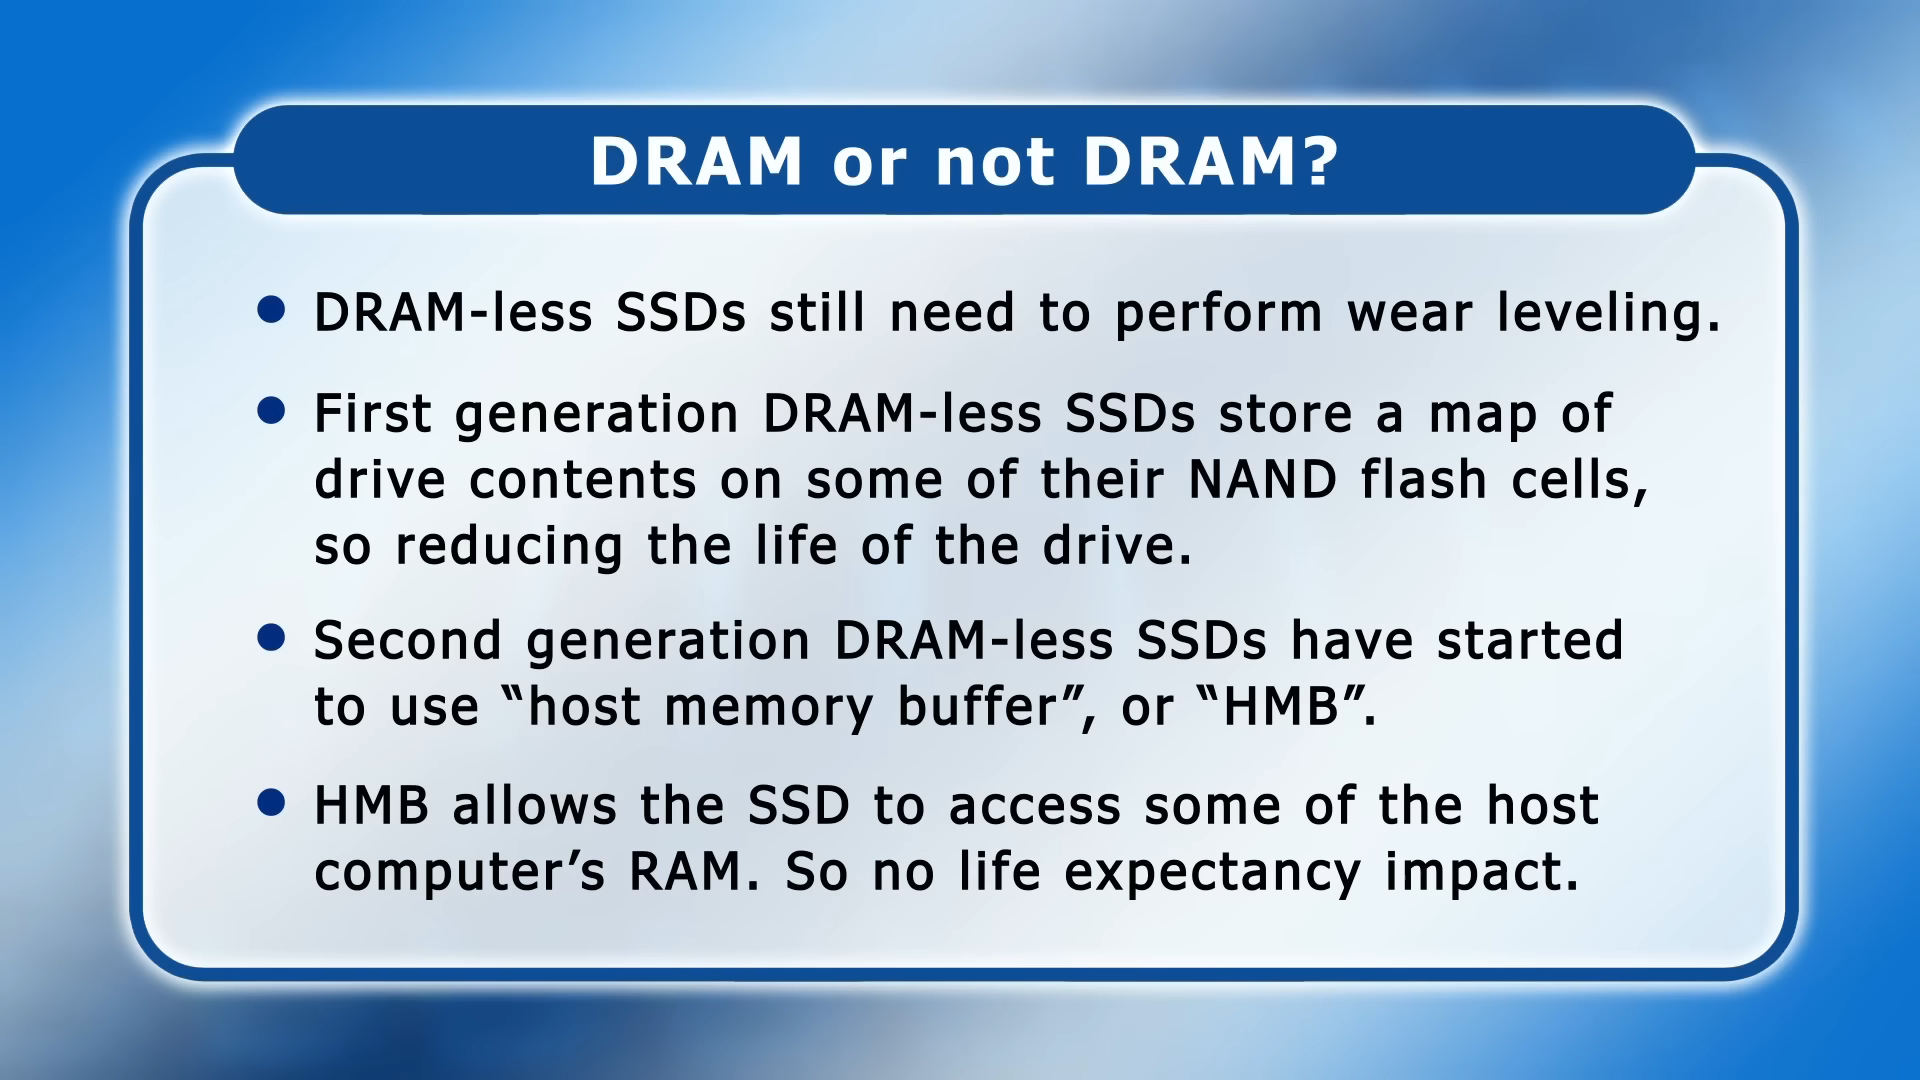 DRAM or not DRAM?
● DRAM-less SSDs still need to perform wear leveling.
● First generation DRAM-less SSDs store a map of
drive contents on some of their NAND flash cells,
so reducing the life of the drive.
● Second generation DRAM-less SSDs have started
to use “host memory buffer”, or “HMB”.
● HMB allows the SSD to access some of the host
computer’s RAM. So no life expectancy impact.